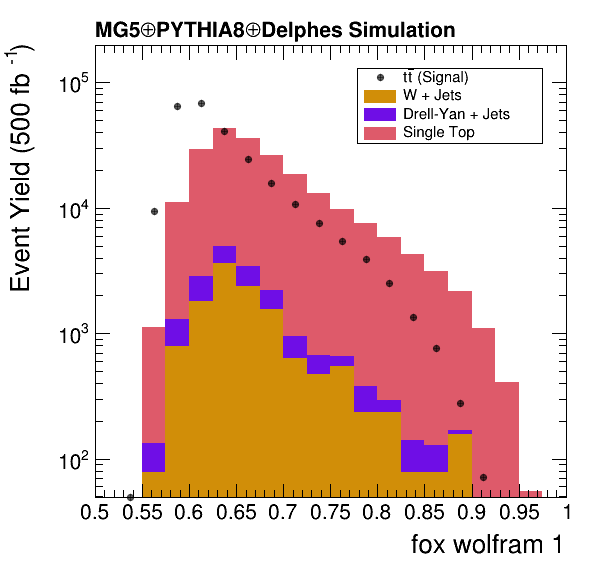 MG5⊕PYTHIA8⊕Delphes Simulation
Event Yield (500 fb⁻¹)
10⁵
10⁴
10³
10²
tt̄ (Signal)
W + Jets
Drell-Yan + Jets
Single Top
0.5 0.55 0.6 0.65 0.7 0.75 0.8 0.85 0.9 0.95 1
fox wolfram 1